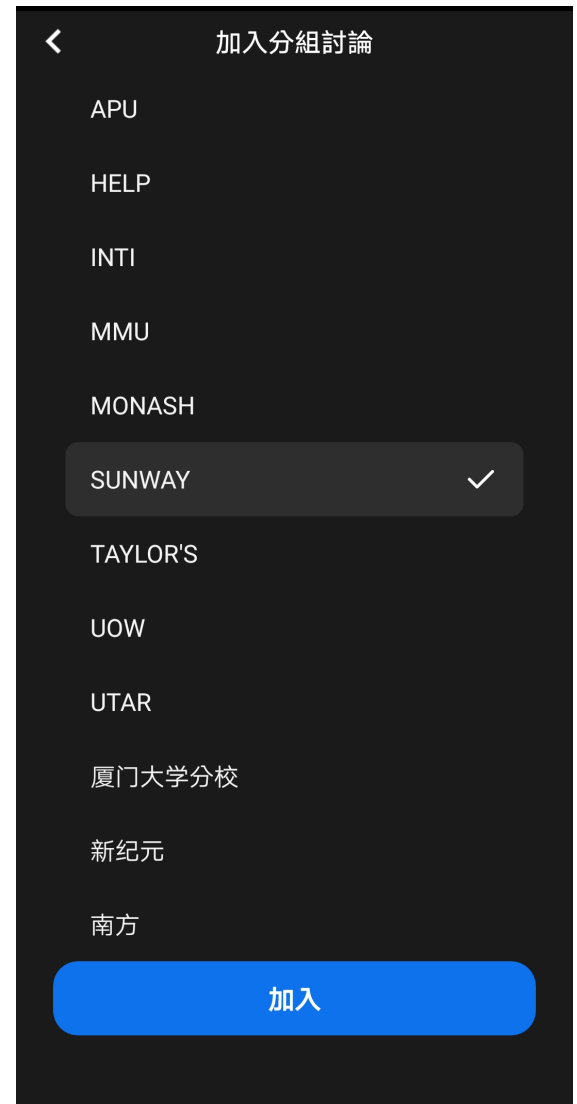 加入分組討論
APU
HELP
INTI
MMU
MONASH
SUNWAY
TAYLOR'S
UOW
UTAR
厦门大学分校
新纪元
南方
加入